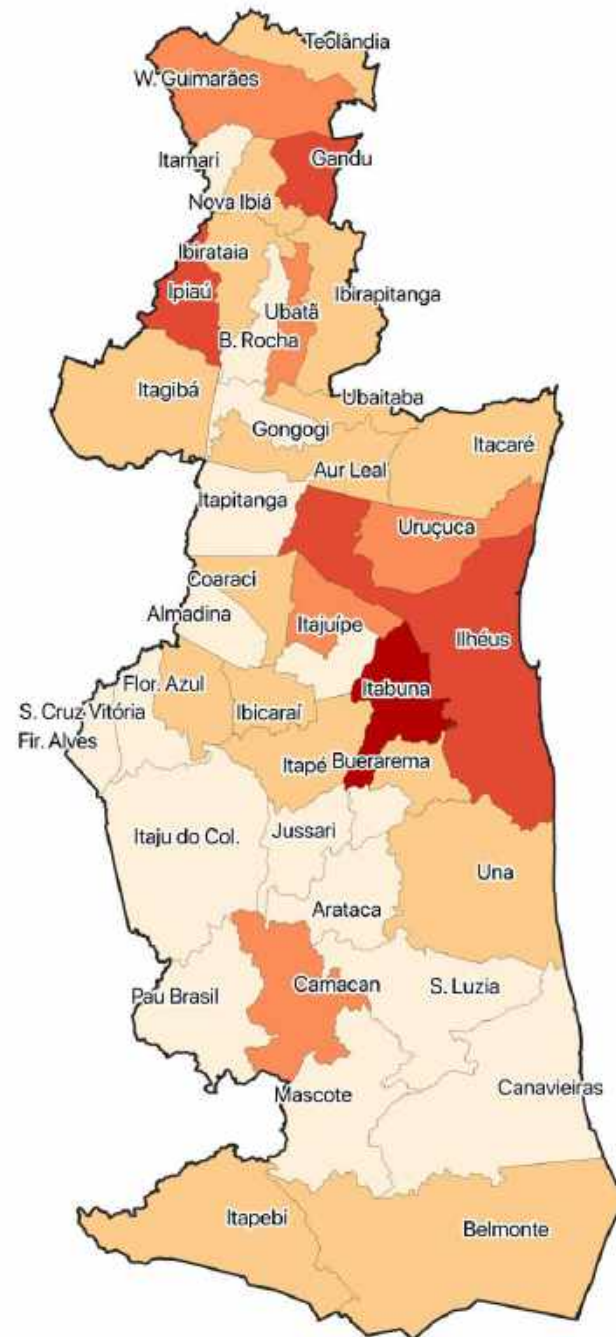 Teolândia
W. Guimarães
Itamari
Gandu
Nova Ibiá
Ibirataia
Ipiaú
Ibirapitanga
Ubatã
B. Rocha
Itagibá
Ubaitaba
Gongogi
Itacaré
Aur Leal
Itapitanga
Uruçuca
Coaraci
Almadina
Itajuípe
Ilhéus
Flor. Azul
Itabuna
S. Cruz Vitória
Ibicaraí
Fir. Alves
Itapé
Buerarema
Itaju do Col.
Jussari
Una
Arataca
Camacan
S. Luzia
Pau Brasil
Canavieiras
Mascote
Itapebi
Belmonte